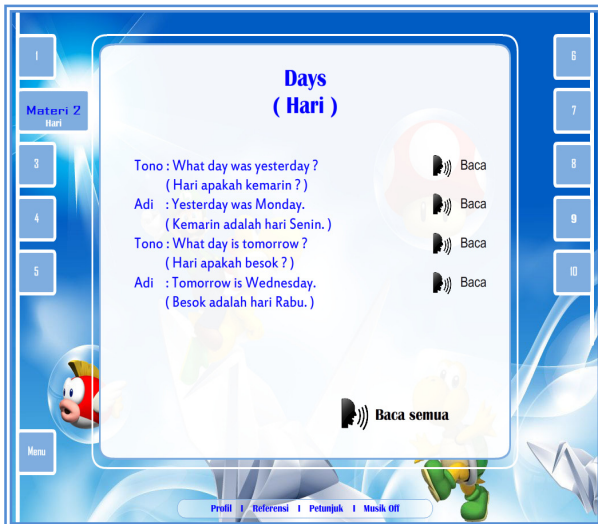 1
Materi 2
Hari
3
4
5
Menu
Days
( Hari )
Tono : What day was yesterday ?
( Hari apakah kemarin ? )
Adi : Yesterday was Monday.
( Kemarin adalah hari Senin. )
Tono : What day is tomorrow ?
( Hari apakah besok ? )
Adi : Tomorrow is Wednesday.
( Besok adalah hari Rabu. )
Baca
Baca
Baca
Baca
Baca semua
6
7
8
9
10
Profil I Referensi I Petunjuk I Musik Off